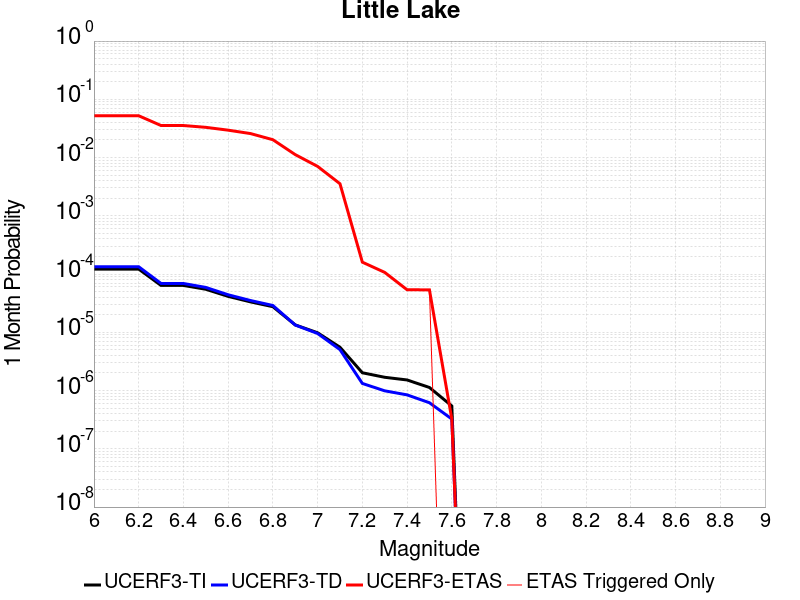 Little Lake
10^0
10^-1
10^-2
10^-3
10^-4
10^-5
10^-6
10^-7
10^-8
1 Month Probability
6 6.2 6.4 6.6 6.8 7 7.2 7.4 7.6 7.8 8 8.2 8.4 8.6 8.8 9
Magnitude
UCERF3-TI UCERF3-TD UCERF3-ETAS ETAS Triggered Only